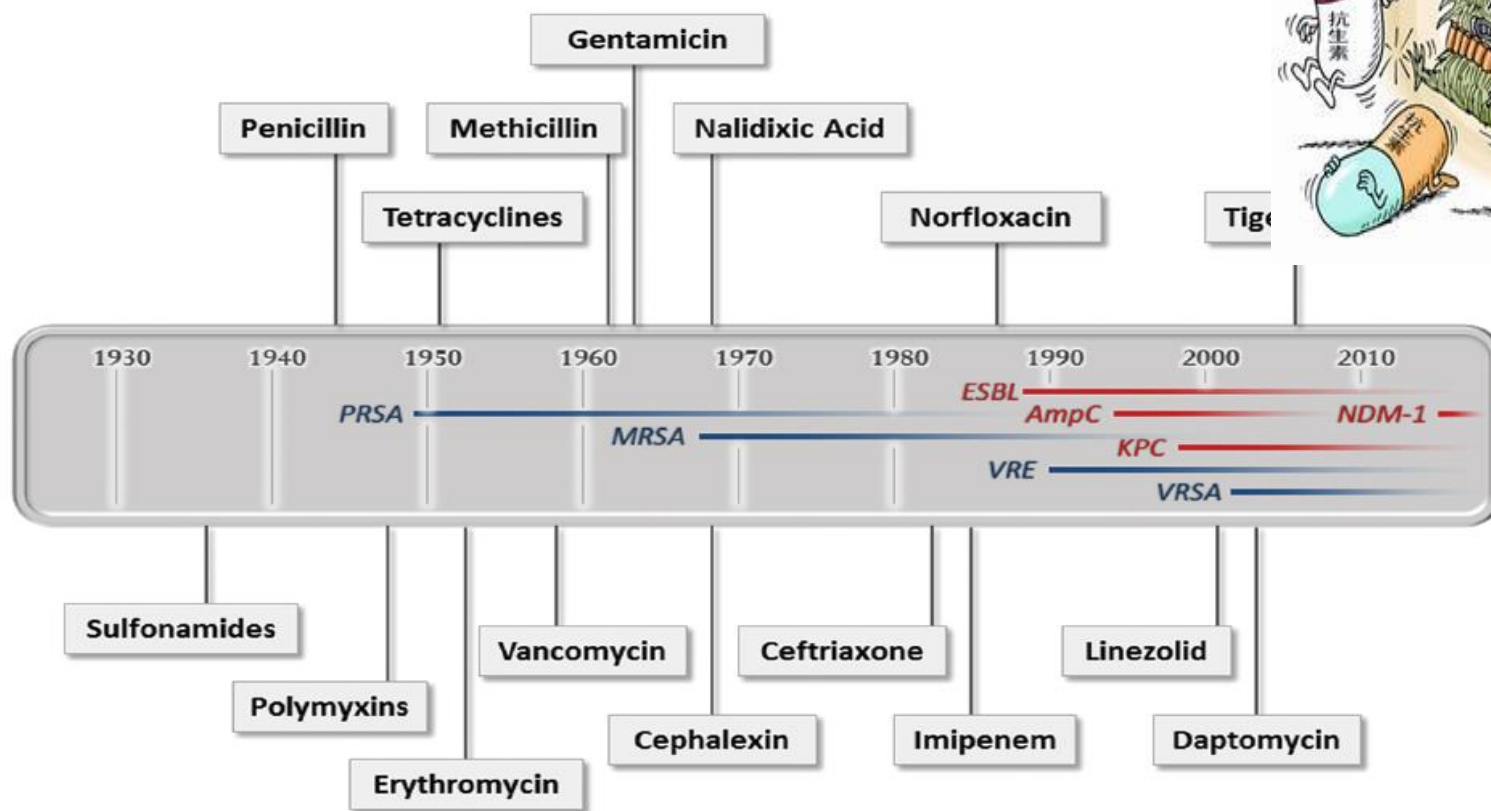 Gentamicin
抗生素
Penicillin
Methicillin
Nalidixic Acid
Tetracyclines
Norfloxacin
1930
1940
1950
1960
1970
1980
1990
2000
2010
ESBL
PRSA
AmpC
NDM-1
MRSA
KPC
VRE
VRSA
Sulfonamides
Vancomycin
Ceftriaxone
Linezolid
Polymyxins
Cephalexin
Imipenem
Daptomycin
Erythromycin